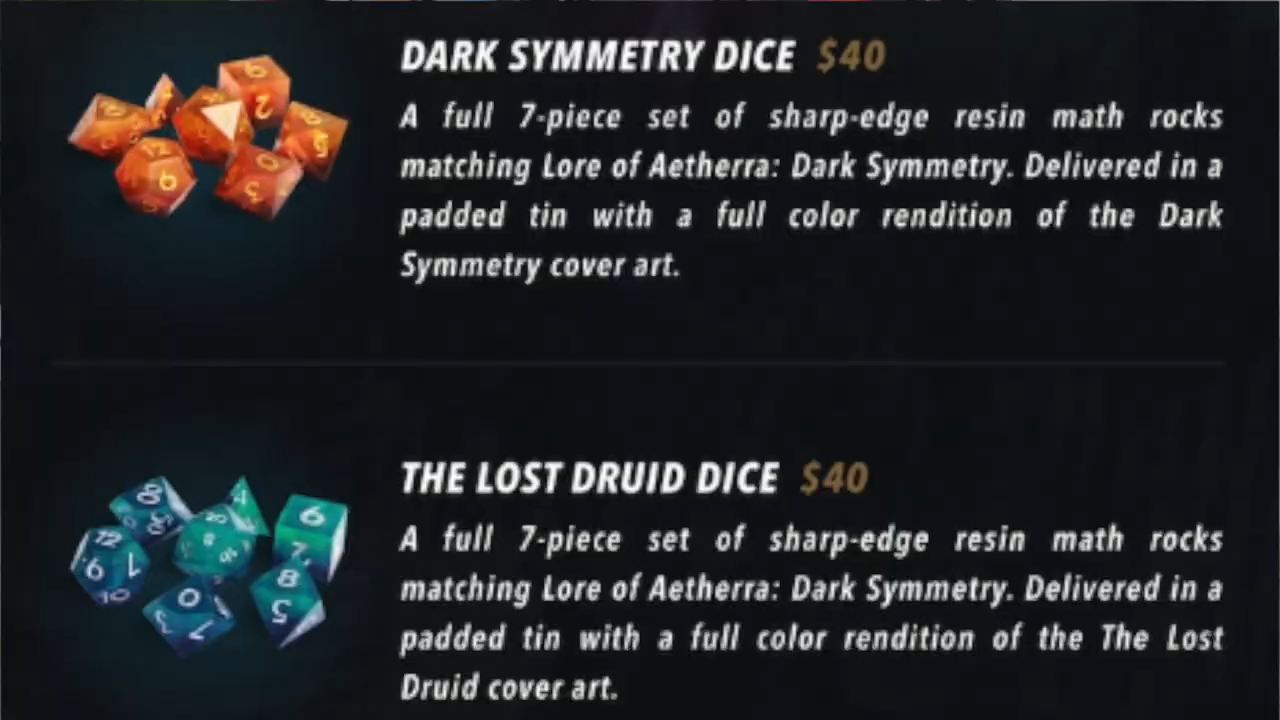 DARK SYMMETRY DICE $40
A full 7-piece set of sharp-edge resin math rocks
matching Lore of Aetherra: Dark Symmetry. Delivered in a
padded tin with a full color rendition of the Dark
Symmetry cover art.
THE LOST DRUID DICE $40
A full 7-piece set of sharp-edge resin math rocks
matching Lore of Aetherra: Dark Symmetry. Delivered in a
padded tin with a full color rendition of the The Lost
Druid cover art.